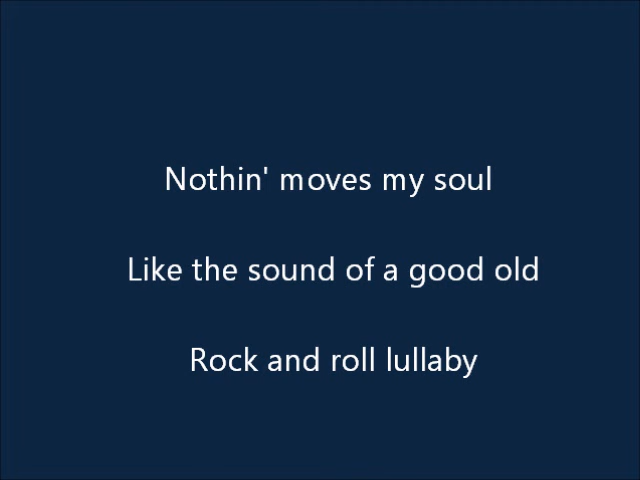 Nothin' moves my soul
Like the sound of a good old
Rock and roll lullaby